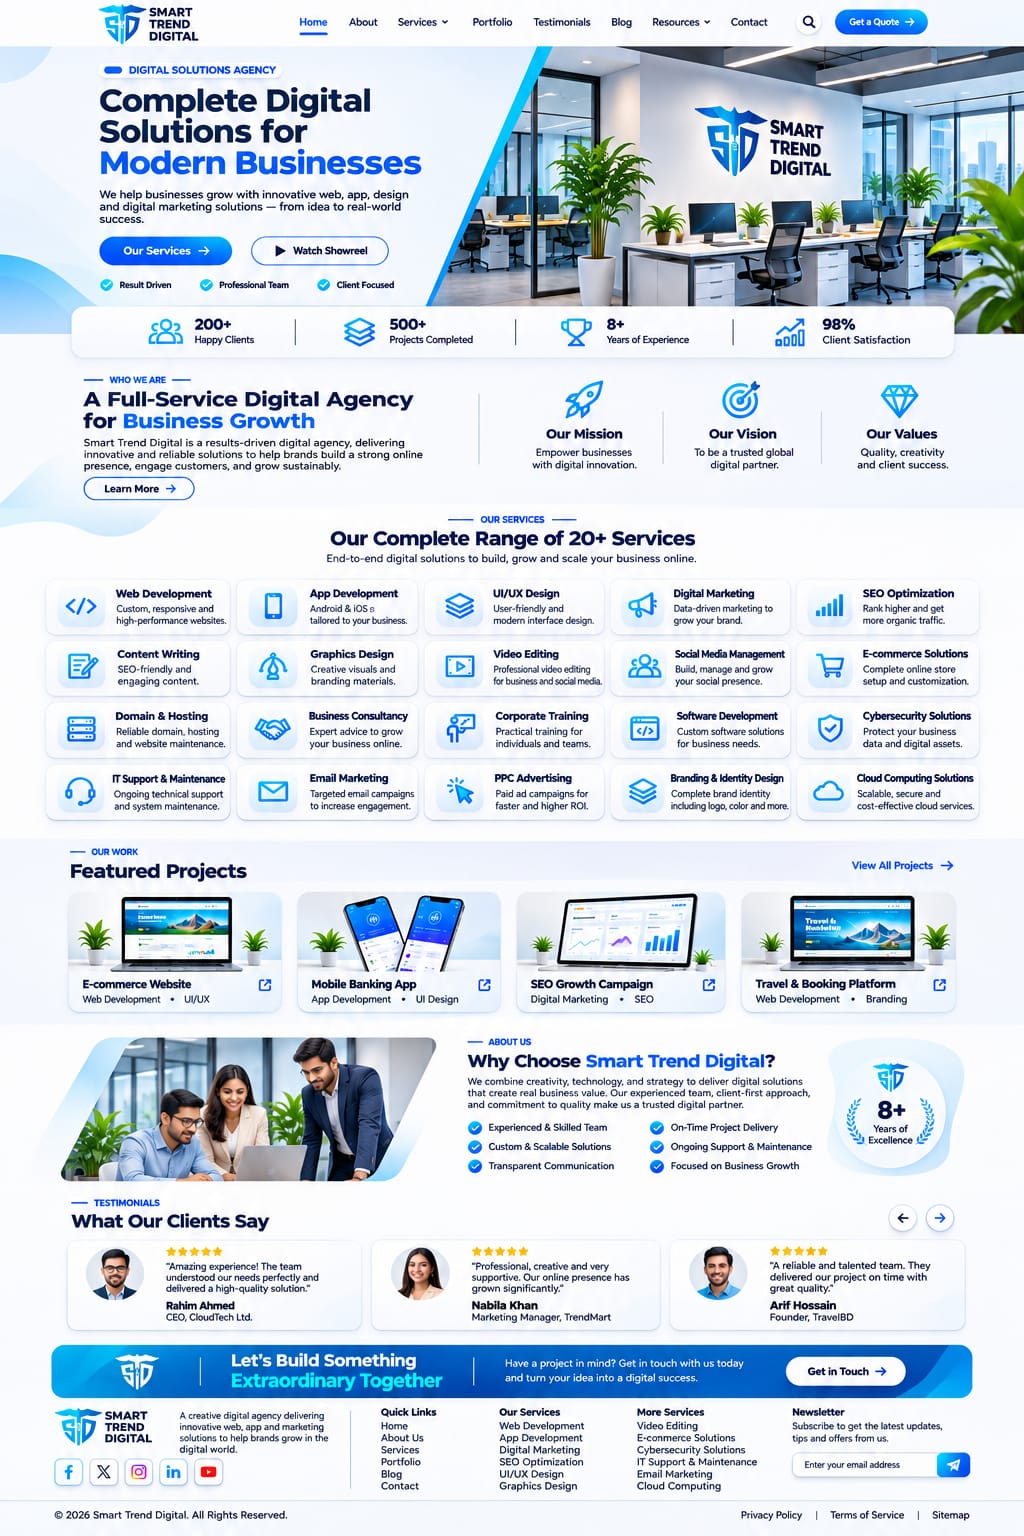 SMART
TREND
DIGITAL
Home
About
Services
Portfolio
Testimonials
Blog
Resources
Contact
Get a Quote
DIGITAL SOLUTIONS AGENCY
Complete Digital
Solutions for
Modern Businesses
We help businesses grow with innovative web, app, design
and digital marketing solutions — from idea to real-world
success.
Our Services
Watch Showreel
Result Driven
Professional Team
Client Focused
SMART
TREND
DIGITAL
200+
Happy Clients
500+
Projects Completed
8+
Years of Experience
98%
Client Satisfaction
WHO WE ARE
A Full-Service Digital Agency
for Business Growth
Smart Trend Digital is a results-driven digital agency, delivering
innovative and reliable solutions to help brands build a strong online
presence, engage customers, and grow sustainably.
Learn More
Our Mission
Empower businesses
with digital innovation.
Our Vision
To be a trusted global
digital partner.
Our Values
Quality, creativity
and client success.
OUR SERVICES
Our Complete Range of 20+ Services
End-to-end digital solutions to build, grow and scale your business online.
Web Development
Custom, responsive and
high-performance websites.
App Development
Android & iOS s
tailored to your business.
UI/UX Design
User-friendly and
modern interface design.
Digital Marketing
Data-driven marketing to
grow your brand.
SEO Optimization
Rank higher and get
more organic traffic.
Content Writing
SEO-friendly and
engaging content.
Graphics Design
Creative visuals and
branding materials.
Video Editing
Professional video editing
for business and social media.
Social Media Management
Build, manage and grow
your social presence.
E-commerce Solutions
Complete online store
setup and customization.
Domain & Hosting
Reliable domain, hosting
and website maintenance.
Business Consultancy
Expert advice to grow
your business online.
Corporate Training
Practical training for
individuals and teams.
Software Development
Custom software solutions
for business needs.
Cybersecurity Solutions
Protect your business
data and digital assets.
IT Support & Maintenance
Ongoing technical support
and system maintenance.
Email Marketing
Targeted email campaigns
to increase engagement.
PPC Advertising
Paid ad campaigns for
faster and higher ROI.
Branding & Identity Design
Complete brand identity
including logo, color and more.
Cloud Computing Solutions
Scalable, secure and
cost-effective cloud services.
OUR WORK
Featured Projects
View All Projects
E-commerce Website
Web Development • UI/UX
Mobile Banking App
App Development • UI Design
SEO Growth Campaign
Digital Marketing • SEO
Travel &
Travel & Booking Platform
Web Development • Branding
ABOUT US
Why Choose Smart Trend Digital?
We combine creativity, technology, and strategy to deliver digital solutions
that create real business value. Our experienced team, client-first approach,
and commitment to quality make us a trusted digital partner.
Experienced & Skilled Team
On-Time Project Delivery
Custom & Scalable Solutions
Ongoing Support & Maintenance
Transparent Communication
Focused on Business Growth
8+
Years of
Excellence
TESTIMONIALS
What Our Clients Say
"Amazing experience! The team
understood our needs perfectly and
delivered a high-quality solution."
Rahim Ahmed
CEO, CloudTech Ltd.
"Professional, creative and very
supportive. Our online presence has
grown significantly."
Nabila Khan
Marketing Manager, TrendMart
"A reliable and talented team. They
delivered our project on time with
great quality."
Arif Hossain
Founder, TravelBD
Let's Build Something
Extraordinary Together
Have a project in mind? Get in touch with us today
and turn your idea into a digital success.
Get in Touch
SMART
TREND
DIGITAL
A creative digital agency delivering
innovative web, app and marketing
solutions to help brands grow in the
digital world.
Quick Links
Home
About Us
Services
Portfolio
Blog
Contact
Our Services
Web Development
App Development
Digital Marketing
SEO Optimization
UI/UX Design
Graphics Design
More Services
Video Editing
E-commerce Solutions
Cybersecurity Solutions
IT Support & Maintenance
Email Marketing
Cloud Computing
Newsletter
Subscribe to get the latest updates,
tips and offers from us.
Enter your email address
© 2026 Smart Trend Digital. All Rights Reserved.
Privacy Policy | Terms of Service | Sitemap